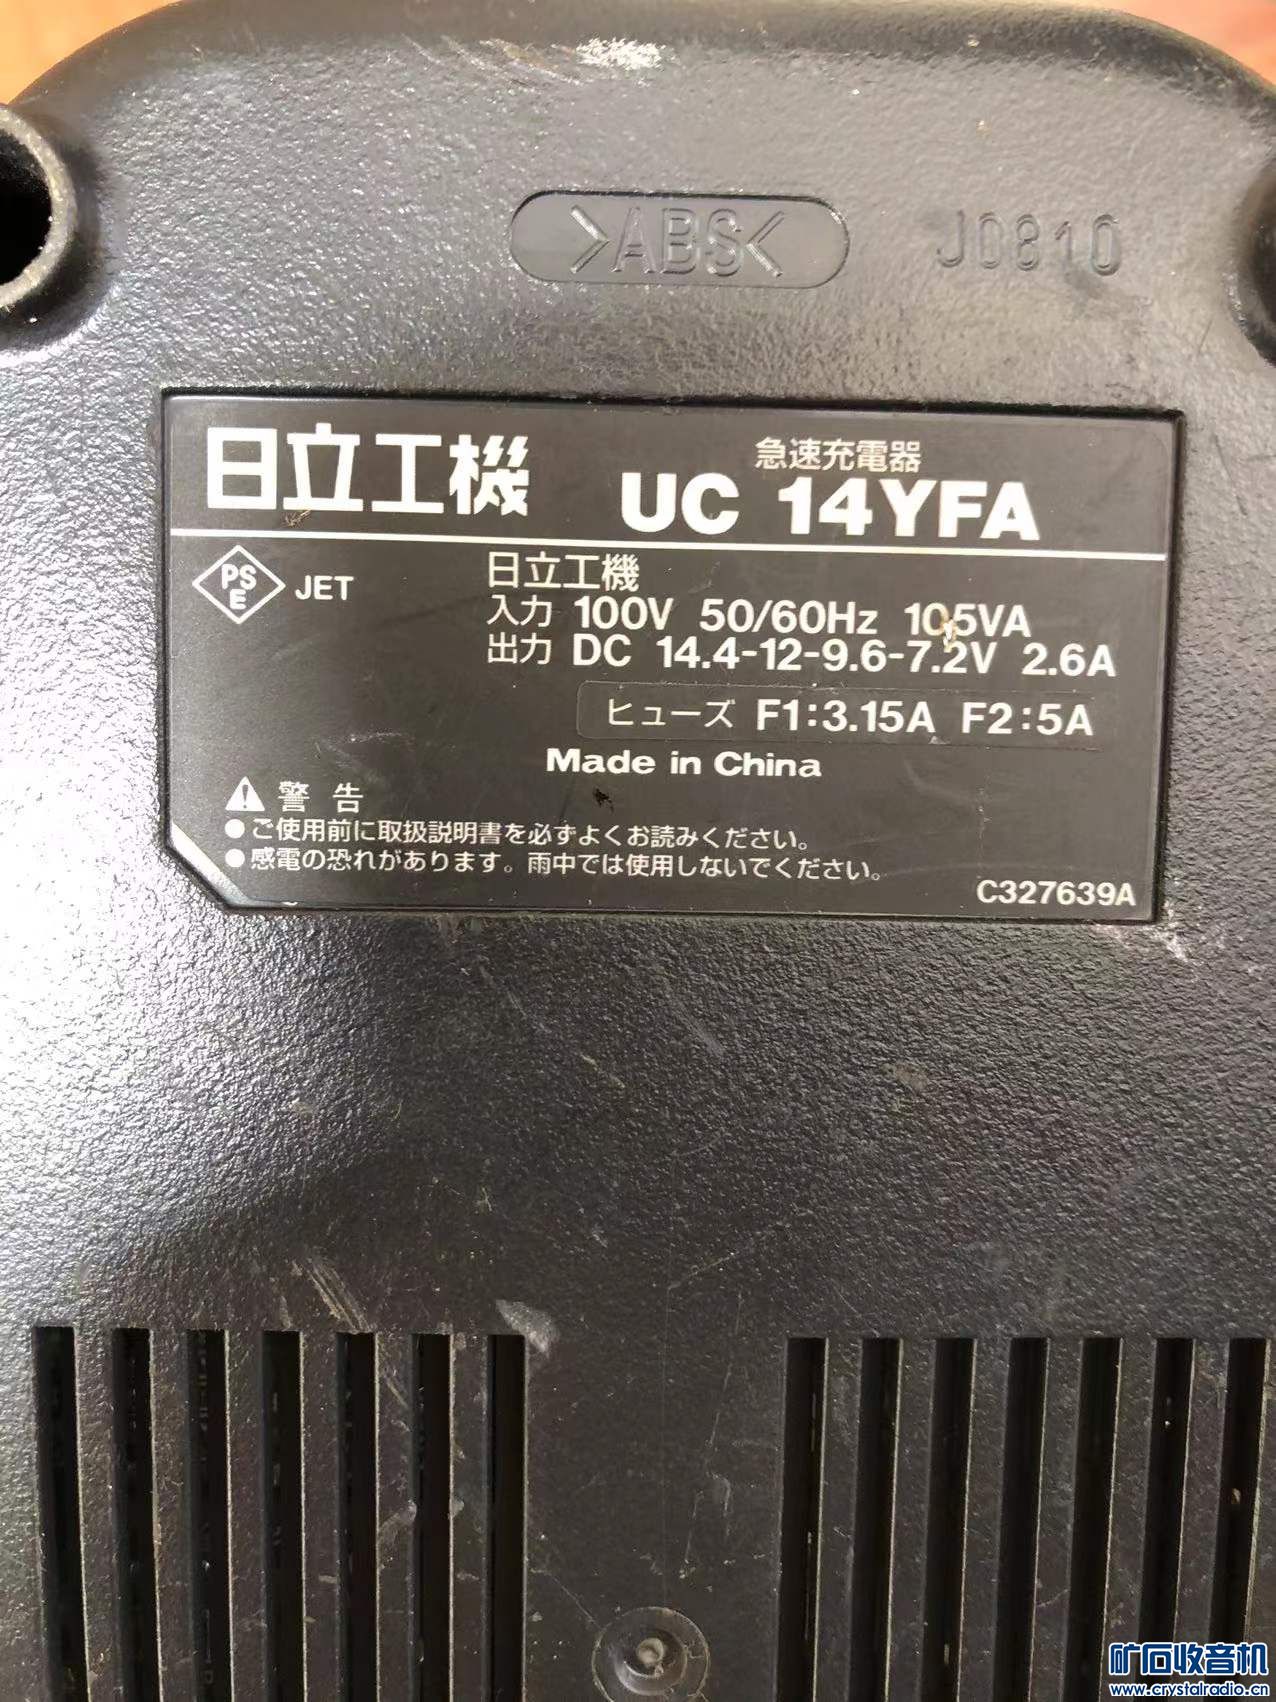 >ABS< J0810
日立工機 急速充電器
UC 14YFA
PSE JET
日立工機
入力 100V 50/60Hz 105VA
出力 DC 14.4-12-9.6-7.2V 2.6A
ヒューズ F1:3.15A F2:5A
Made in China
警告
●ご使用前に取扱説明書を必ずよくお読みください。
●感電の恐れがあります。雨中では使用しないでください。
C327639A
矿石收音机
www.crystalradio.cn